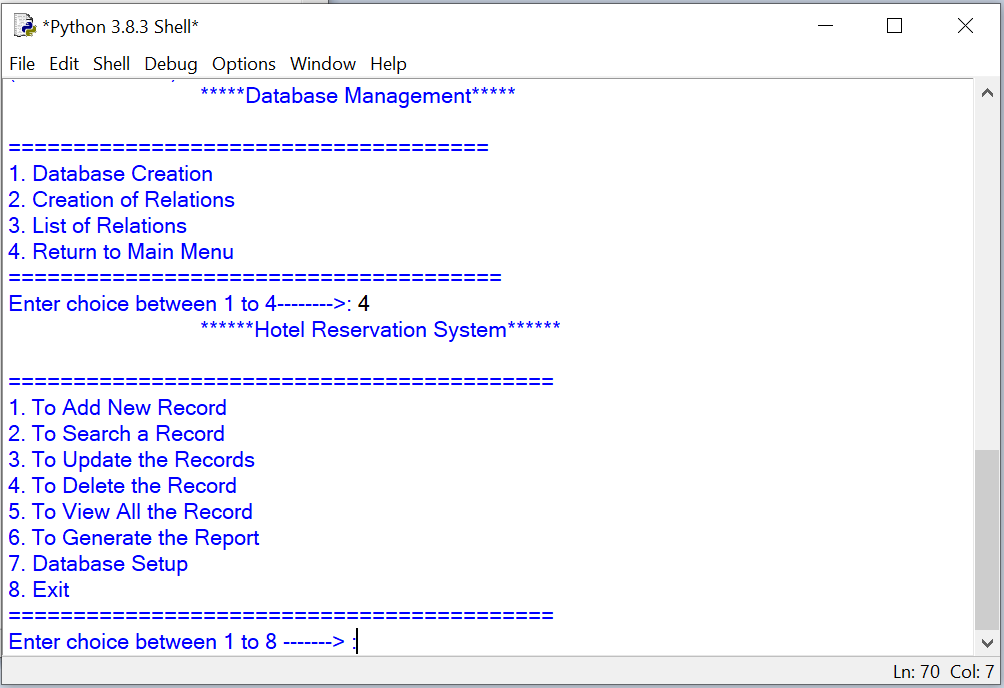 *Python 3.8.3 Shell*
File Edit Shell Debug Options Window Help
*****Database Management*****
=====================================
1. Database Creation
2. Creation of Relations
3. List of Relations
4. Return to Main Menu
======================================
Enter choice between 1 to 4-------->: 4
******Hotel Reservation System******
==========================================
1. To Add New Record
2. To Search a Record
3. To Update the Records
4. To Delete the Record
5. To View All the Record
6. To Generate the Report
7. Database Setup
8. Exit
==========================================
Enter choice between 1 to 8 -------> :
Ln: 70 Col: 7